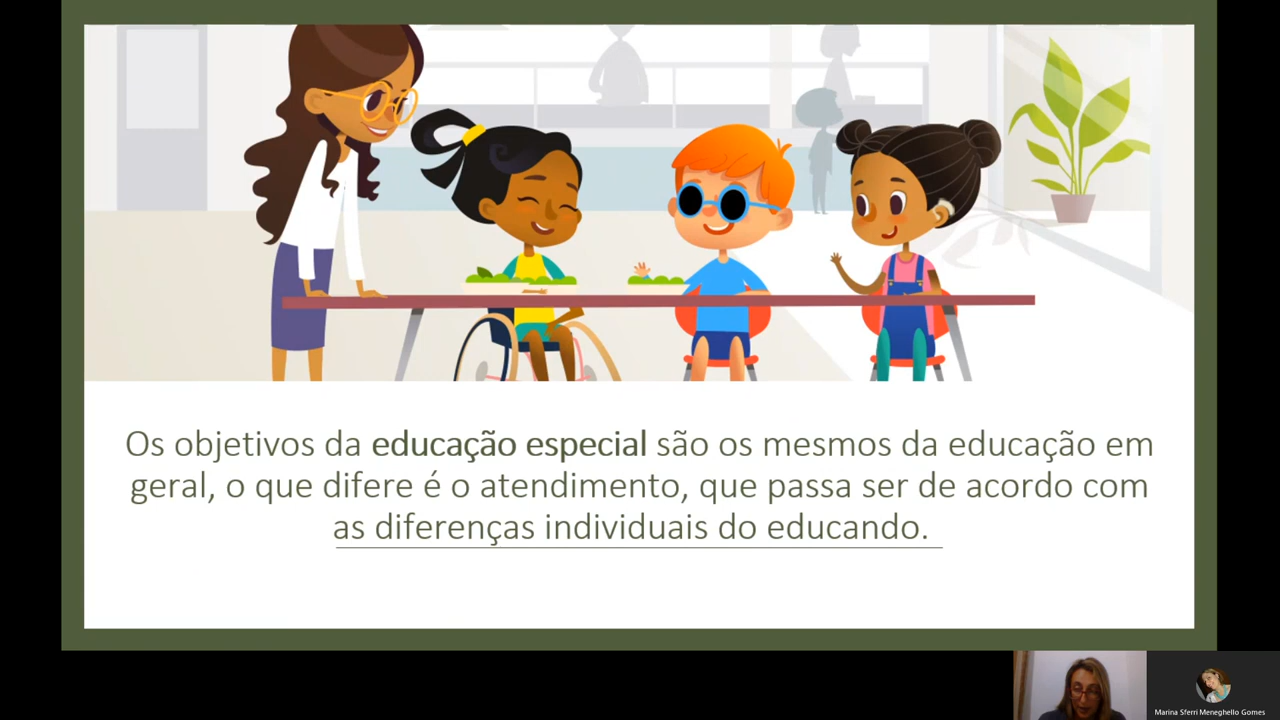 Os objetivos da educação especial são os mesmos da educação em
geral, o que difere é o atendimento, que passa ser de acordo com
as diferenças individuais do educando.
Marina Sferri Meneghello Gomes